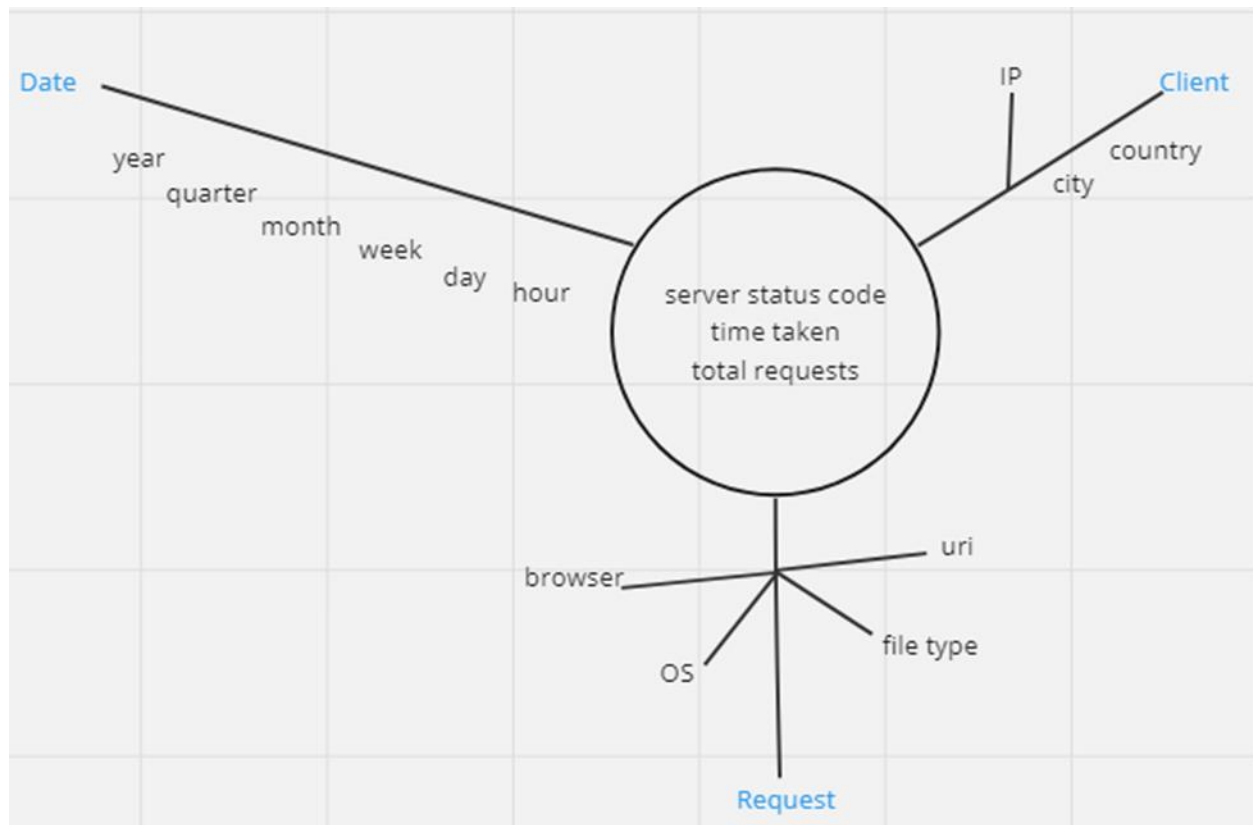 Date
year
quarter
month
week
day
hour
IP
Client
country
city
server status code
time taken
total requests
browser
uri
OS
file type
Request